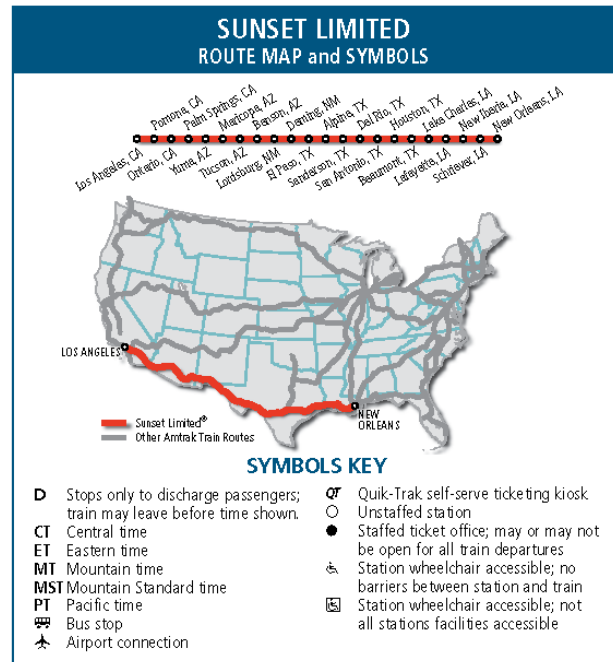 SUNSET LIMITED
ROUTE MAP and SYMBOLS
Los Angeles, CA
Pomona, CA
Ontario, CA
Palm Springs, CA
Yuma, AZ
Maricopa, AZ
Tucson, AZ
Benson, AZ
Lordsburg, NM
Deming, NM
El Paso, TX
Alpine, TX
Sanderson, TX
Del Rio, TX
San Antonio, TX
Houston, TX
Beaumont, TX
Lake Charles, LA
Lafayette, LA
New Iberia, LA
Schriever, LA
New Orleans, LA
LOS ANGELES
NEW
ORLEANS
Sunset Limited®
Other Amtrak Train Routes
SYMBOLS KEY
D Stops only to discharge passengers;
train may leave before time shown.
CT Central time
ET Eastern time
MT Mountain time
MST Mountain Standard time
PT Pacific time
Bus stop
Airport connection
QT Quik-Trak self-serve ticketing kiosk
Unstaffed station
Staffed ticket office; may or may not
be open for all train departures
Station wheelchair accessible; no
barriers between station and train
Station wheelchair accessible; not
all stations facilities accessible